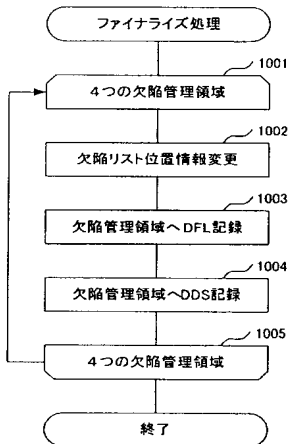 ファイナライズ処理
1001
4つの欠陥管理領域
1002
欠陥リスト位置情報変更
1003
欠陥管理領域へDFL記録
1004
欠陥管理領域へDDS記録
1005
4つの欠陥管理領域
終了